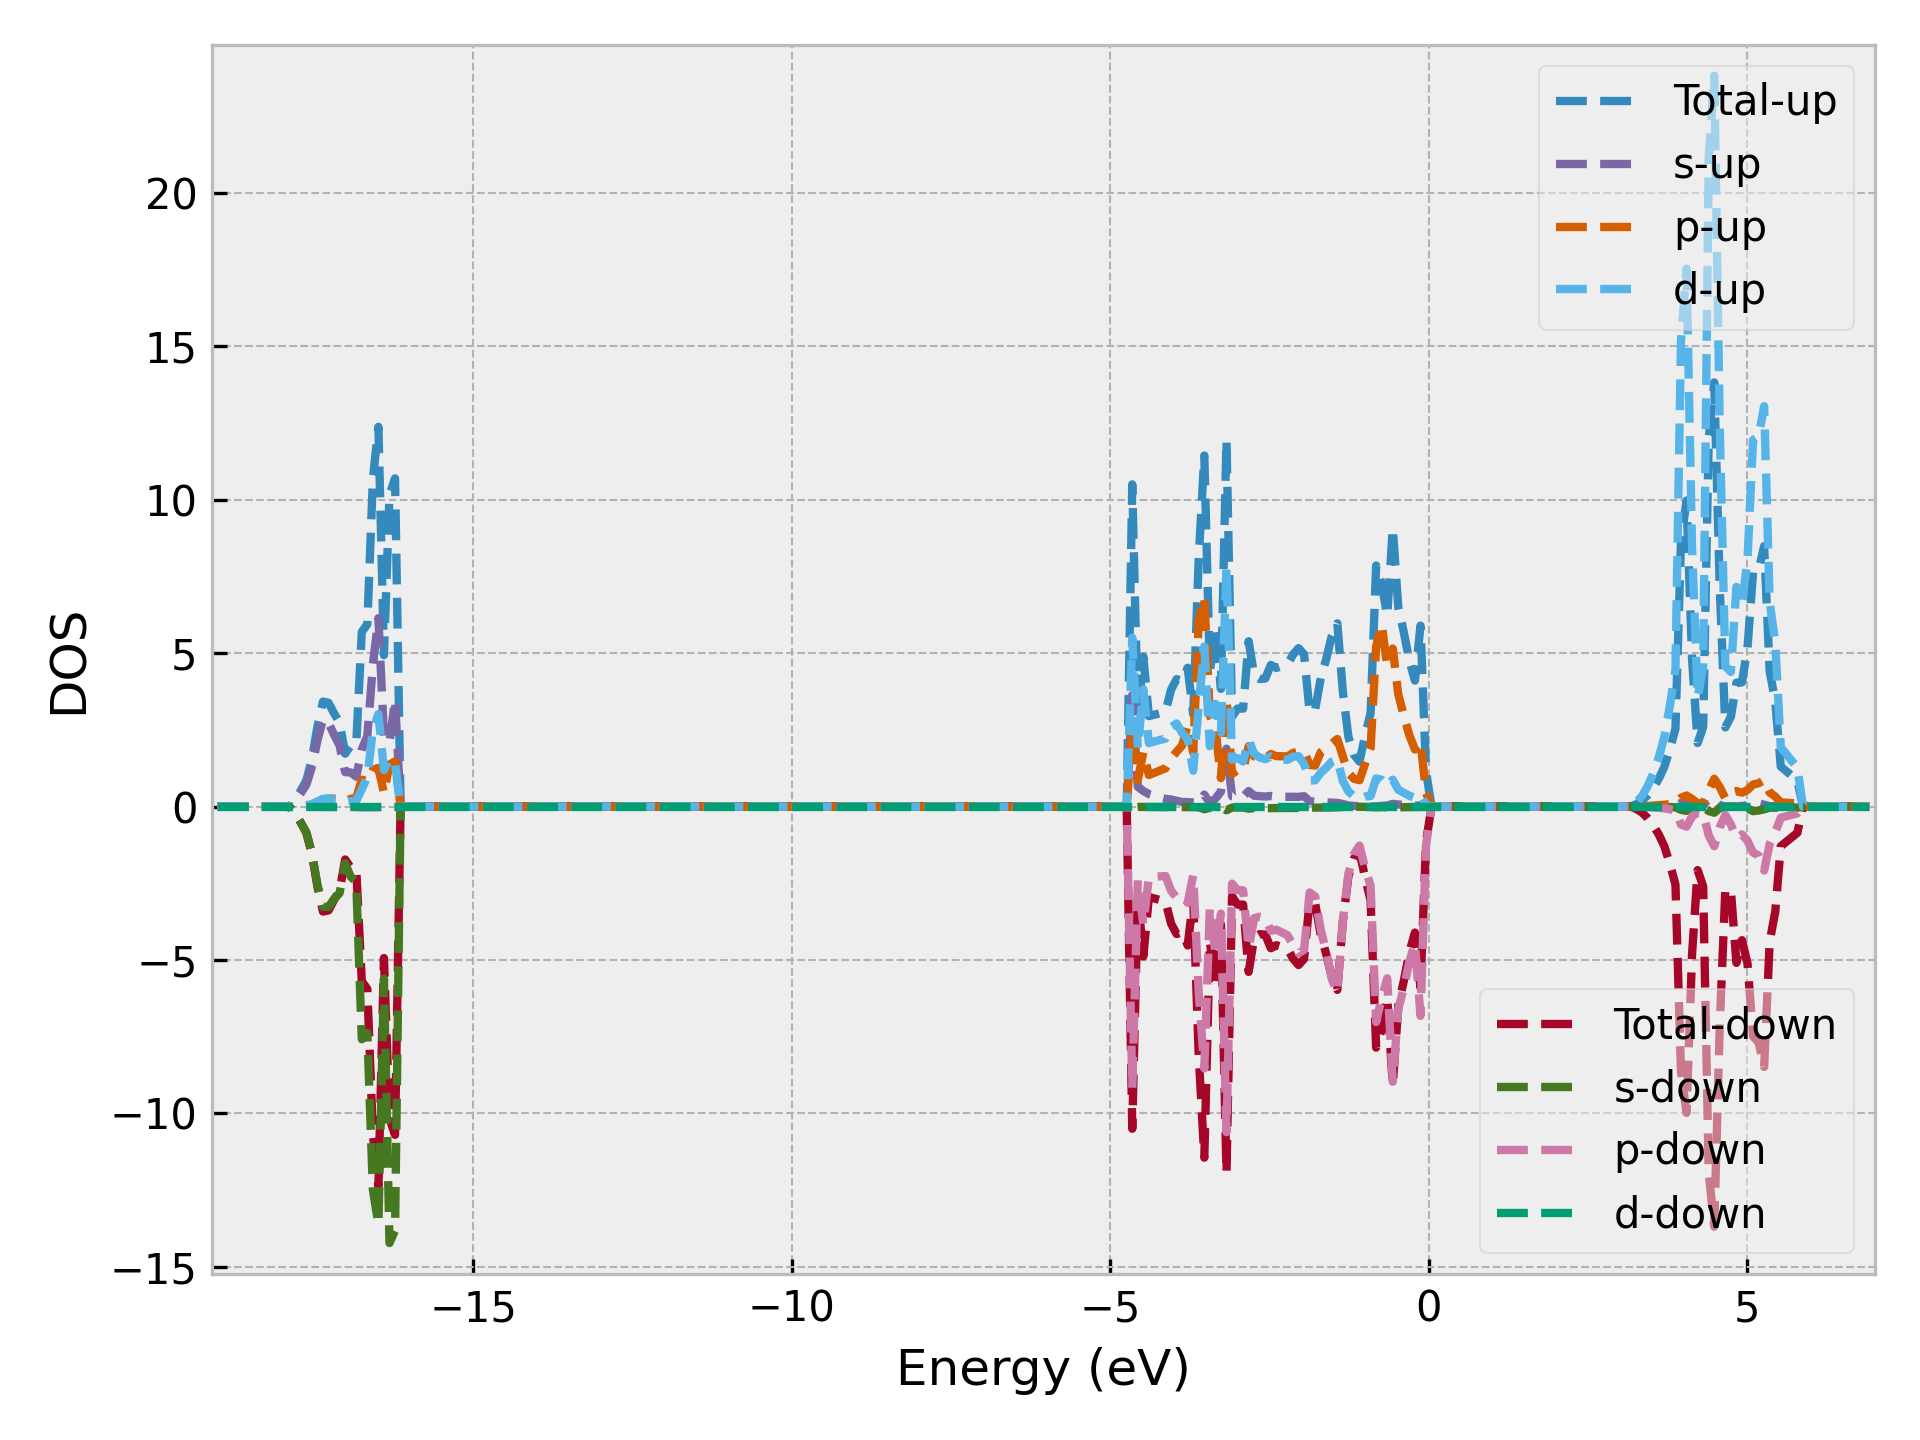 Total-up
s-up
p-up
d-up
20
15
10
5
0
−5
−10
−15
DOS
Total-down
s-down
p-down
d-down
−15 −10 −5 0 5
Energy (eV)